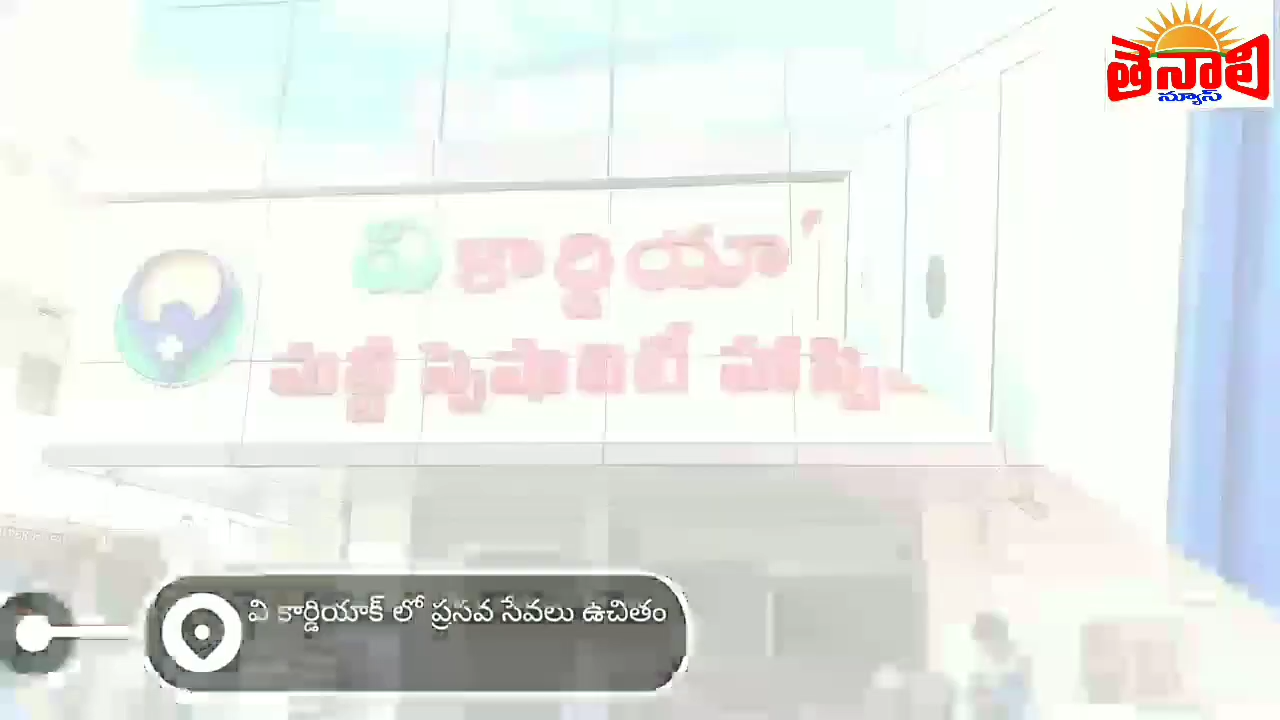 తెనాలి
న్యూస్
వి కార్డియా
మల్టీ స్పెషాలిటీ
వి కార్డియాక్ లో ప్రసవ సేవలు ఉచితం